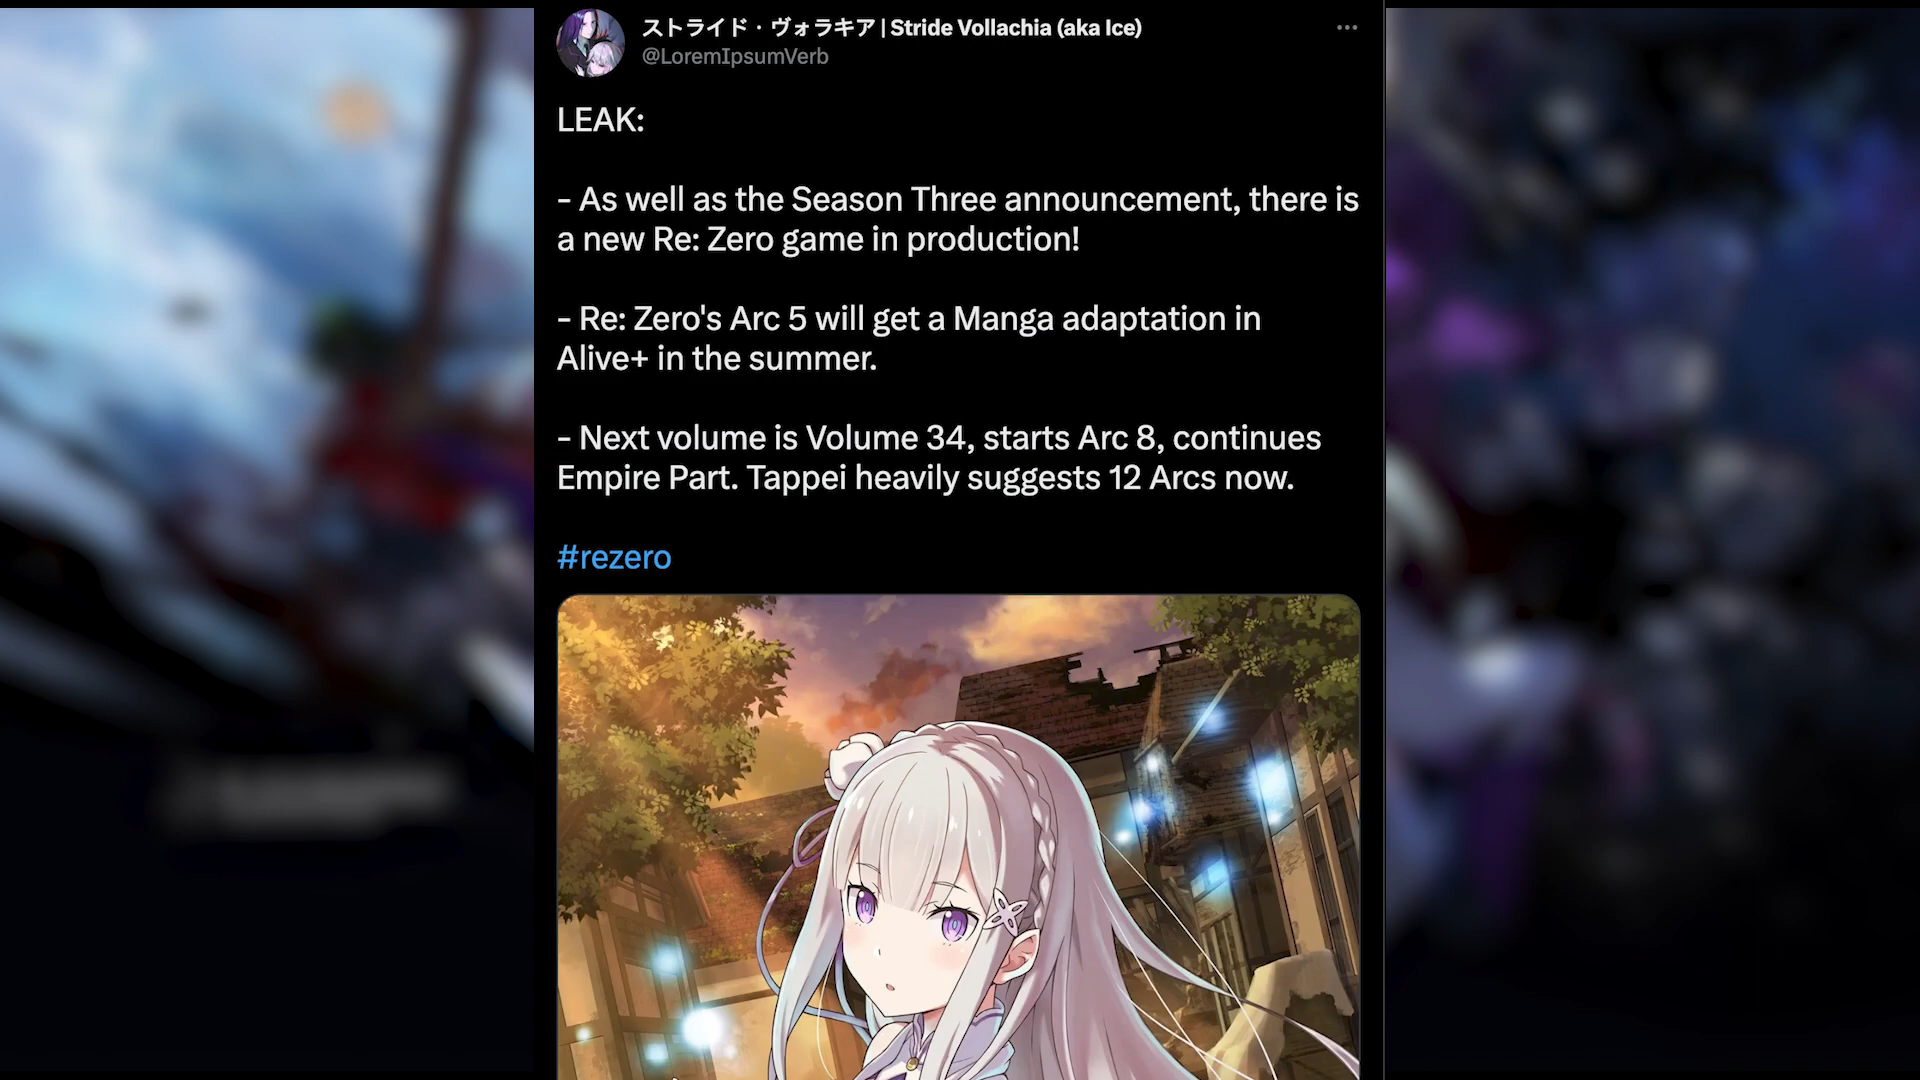 ストライド・ヴォラキア | Stride Vollachia (aka Ice)
@LoremIpsumVerb
LEAK:
- As well as the Season Three announcement, there is
a new Re: Zero game in production!
- Re: Zero's Arc 5 will get a Manga adaptation in
Alive+ in the summer.
- Next volume is Volume 34, starts Arc 8, continues
Empire Part. Tappei heavily suggests 12 Arcs now.
#rezero